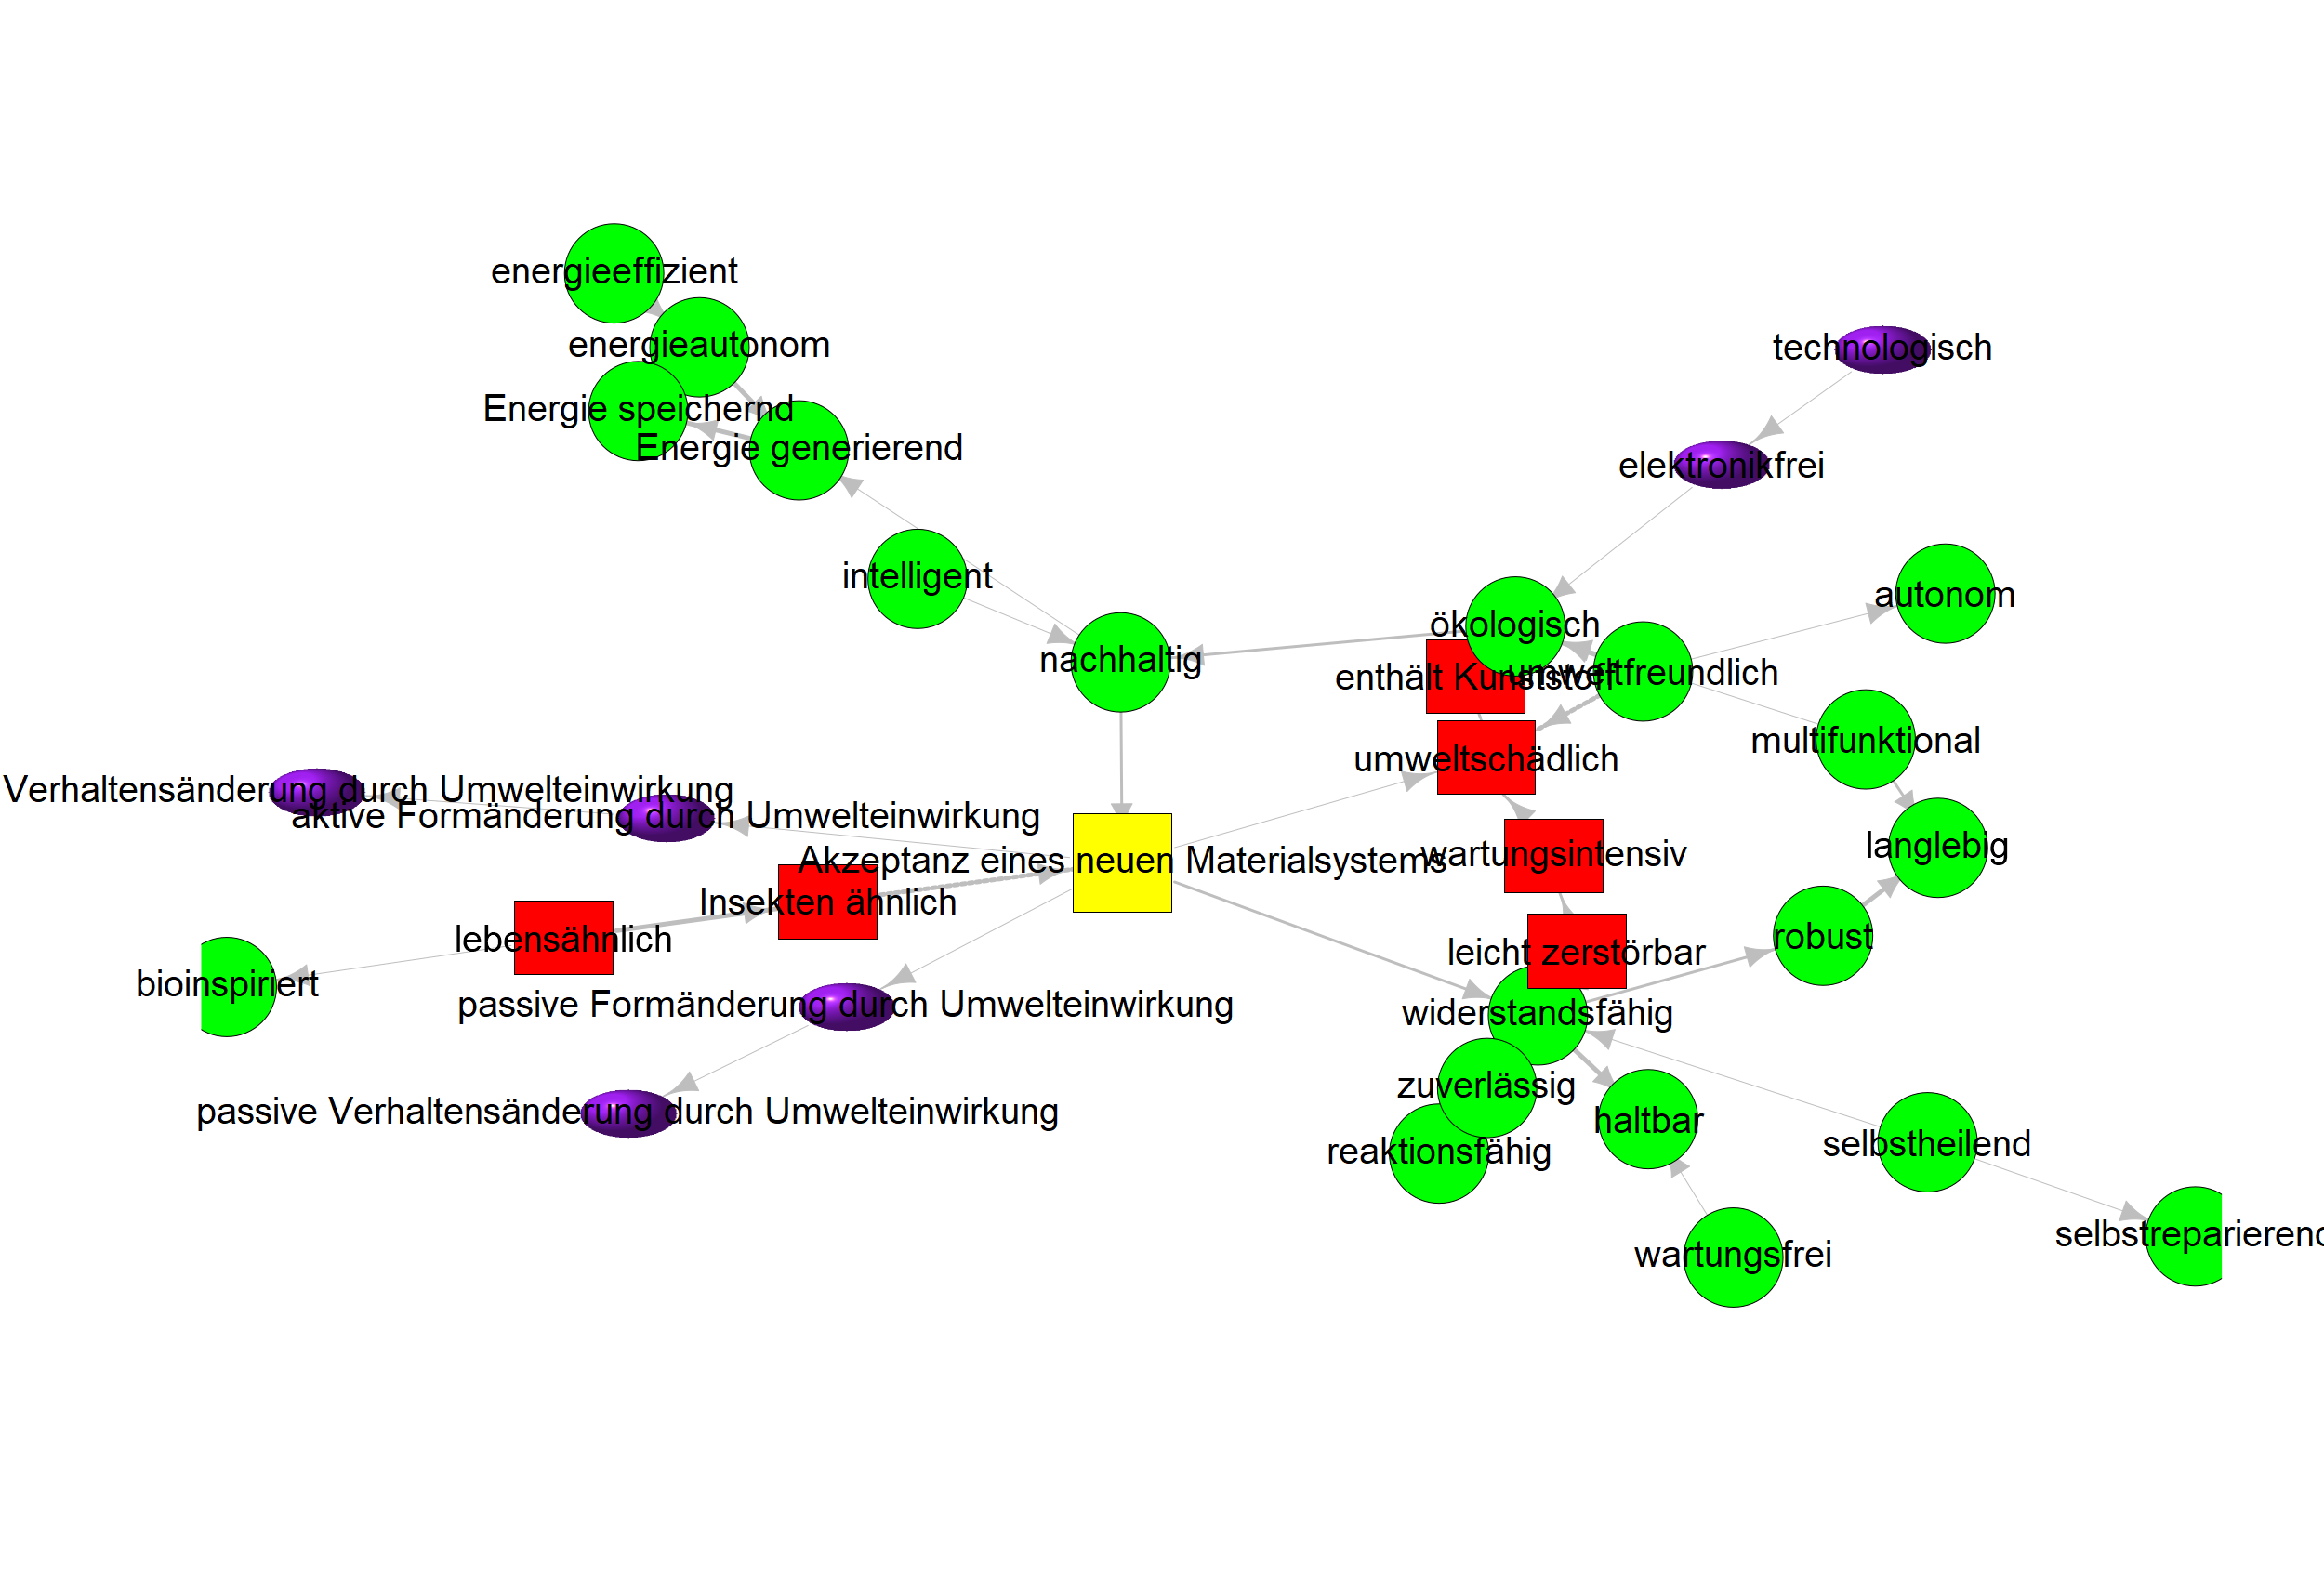 energieeffizient
energieautonom
technologisch
Energie speichernd
Energie generierend
elektronikfrei
intelligent
autonom
ökologisch
nachhaltig
enthält Kunststoff
umweltfreundlich
multifunktional
umweltschädlich
Verhaltensänderung durch Umwelteinwirkung
aktive Formänderung durch Umwelteinwirkung
langlebig
Akzeptanz eines neuen Materialsystems
wartungsintensiv
Insekten ähnlich
robust
lebensähnlich
leicht zerstörbar
bioinspiriert
passive Formänderung durch Umwelteinwirkung
widerstandsfähig
zuverlässig
passive Verhaltensänderung durch Umwelteinwirkung
haltbar
selbstheilend
reaktionsfähig
selbstreparierend
wartungsfrei